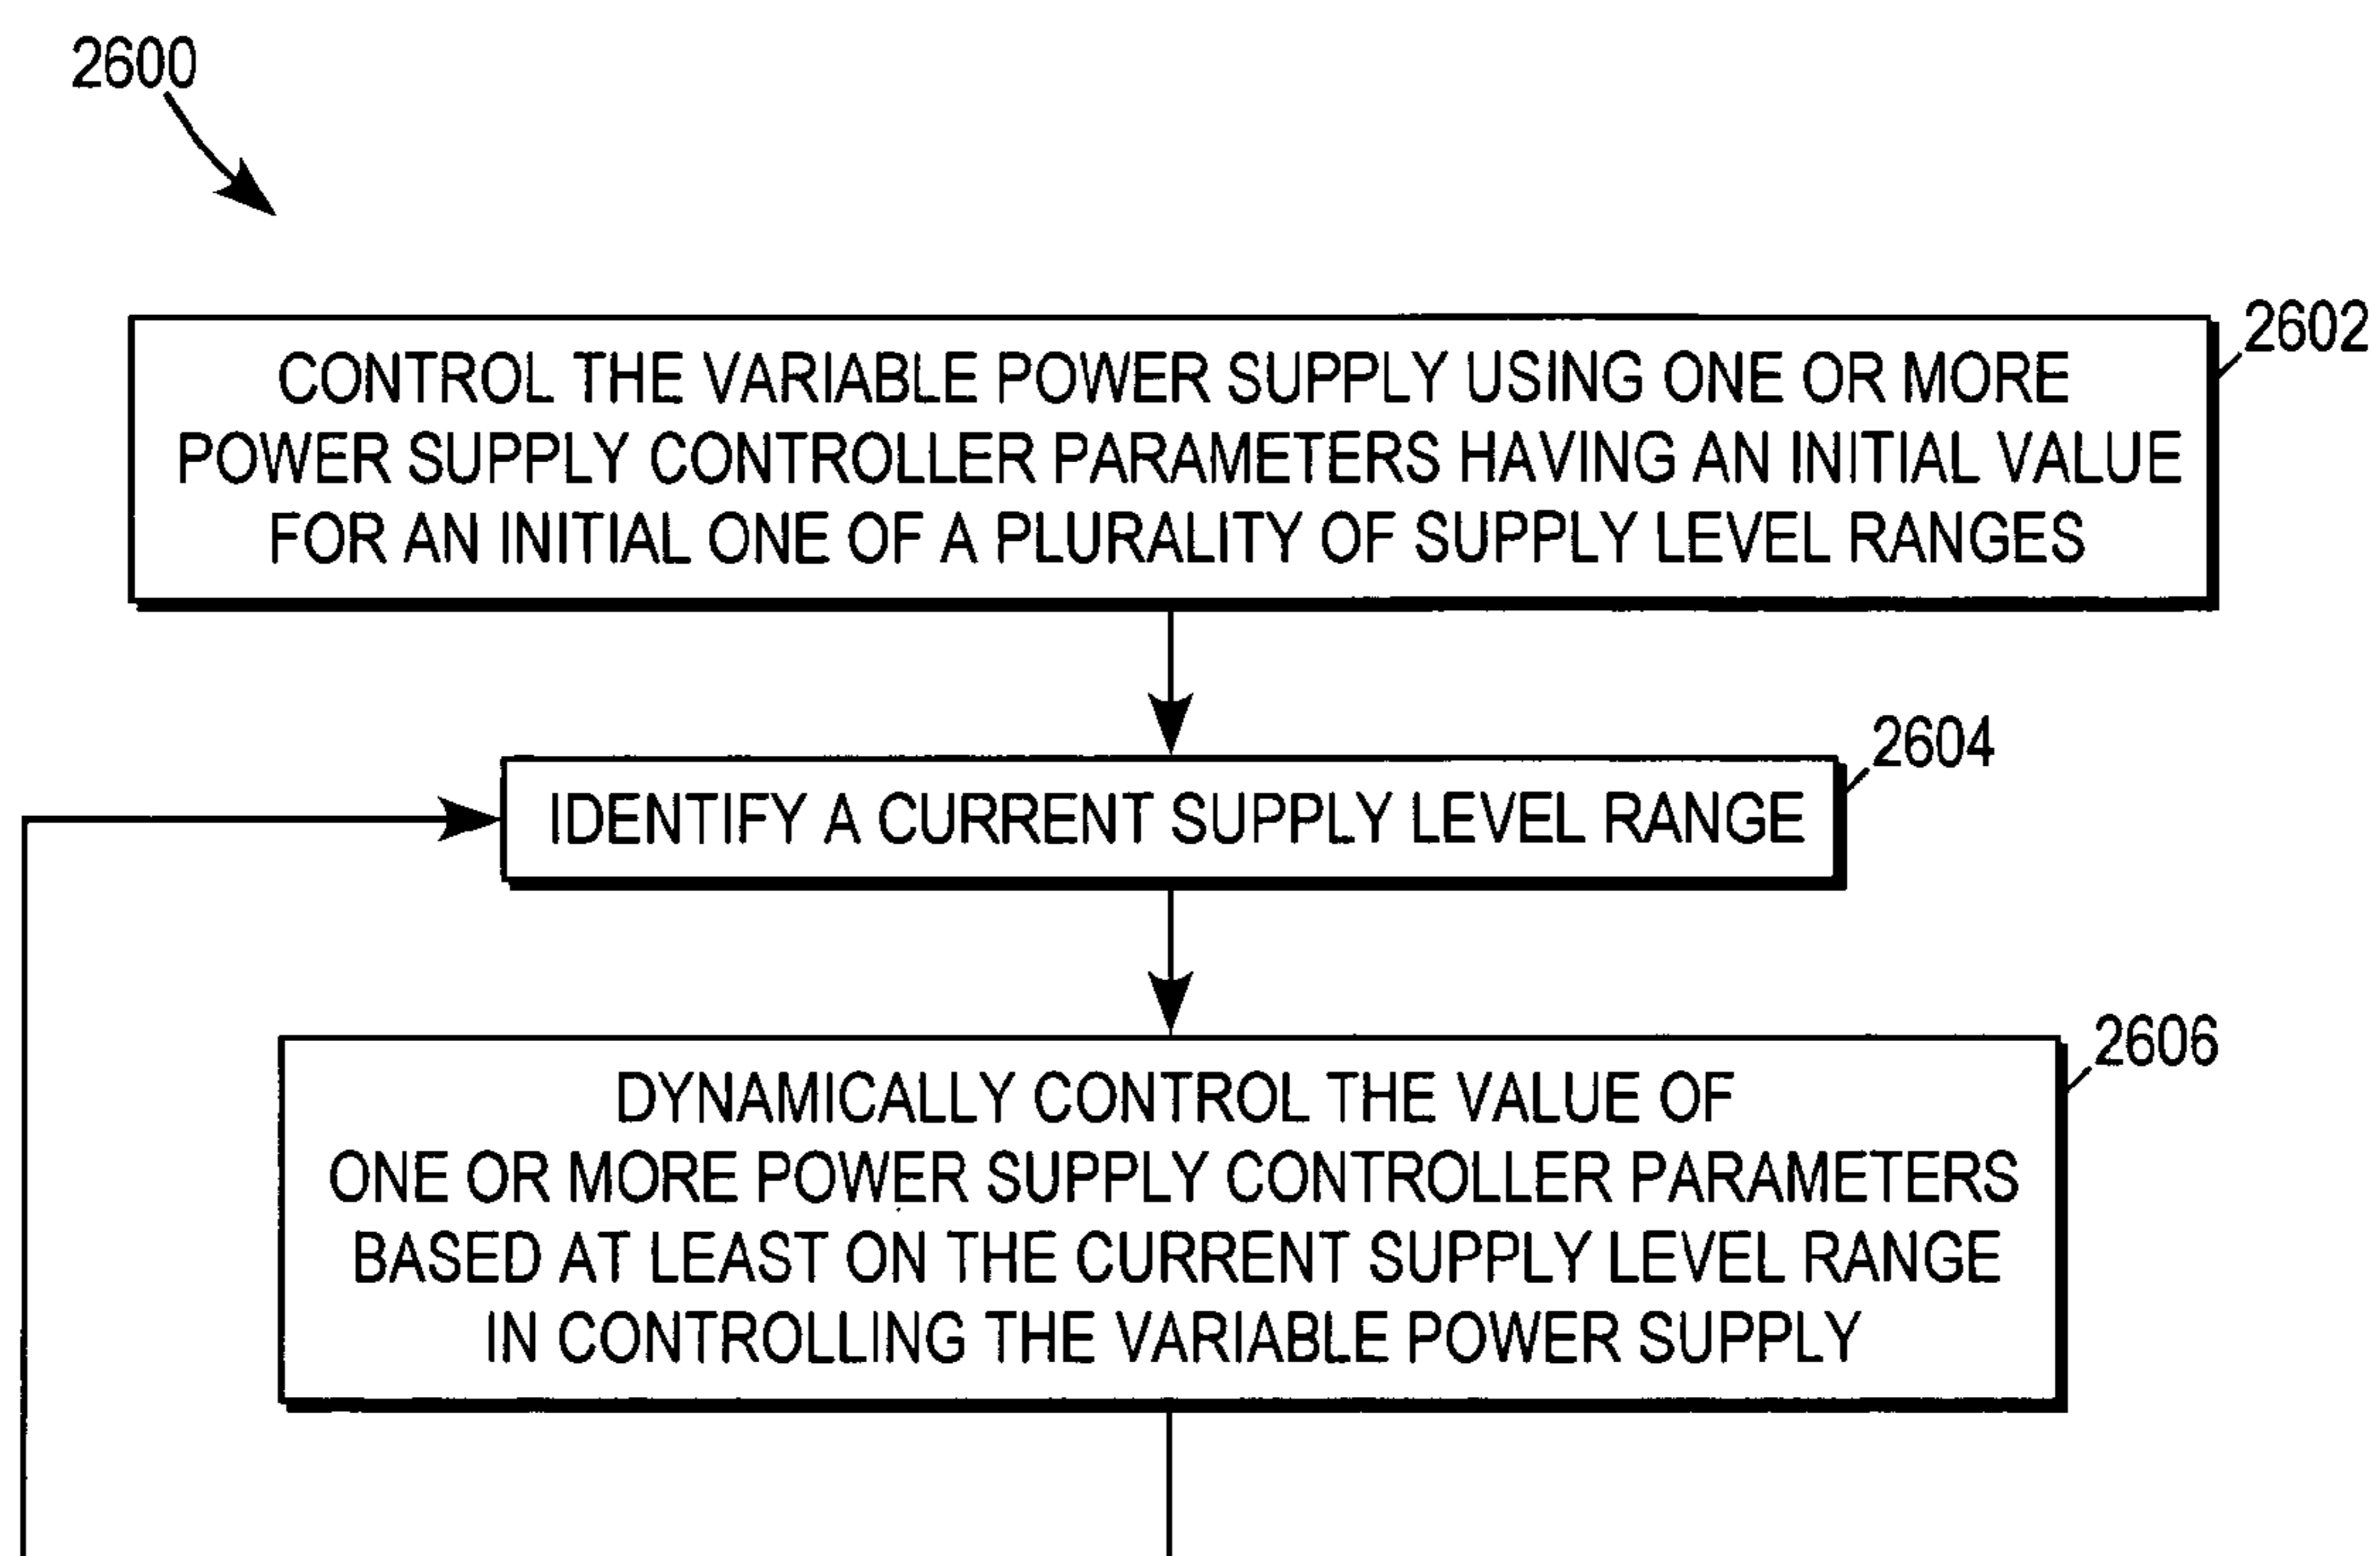 2600
2602
CONTROL THE VARIABLE POWER SUPPLY USING ONE OR MORE
POWER SUPPLY CONTROLLER PARAMETERS HAVING AN INITIAL VALUE
FOR AN INITIAL ONE OF A PLURALITY OF SUPPLY LEVEL RANGES
2604
IDENTIFY A CURRENT SUPPLY LEVEL RANGE
2606
DYNAMICALLY CONTROL THE VALUE OF
ONE OR MORE POWER SUPPLY CONTROLLER PARAMETERS
BASED AT LEAST ON THE CURRENT SUPPLY LEVEL RANGE
IN CONTROLLING THE VARIABLE POWER SUPPLY